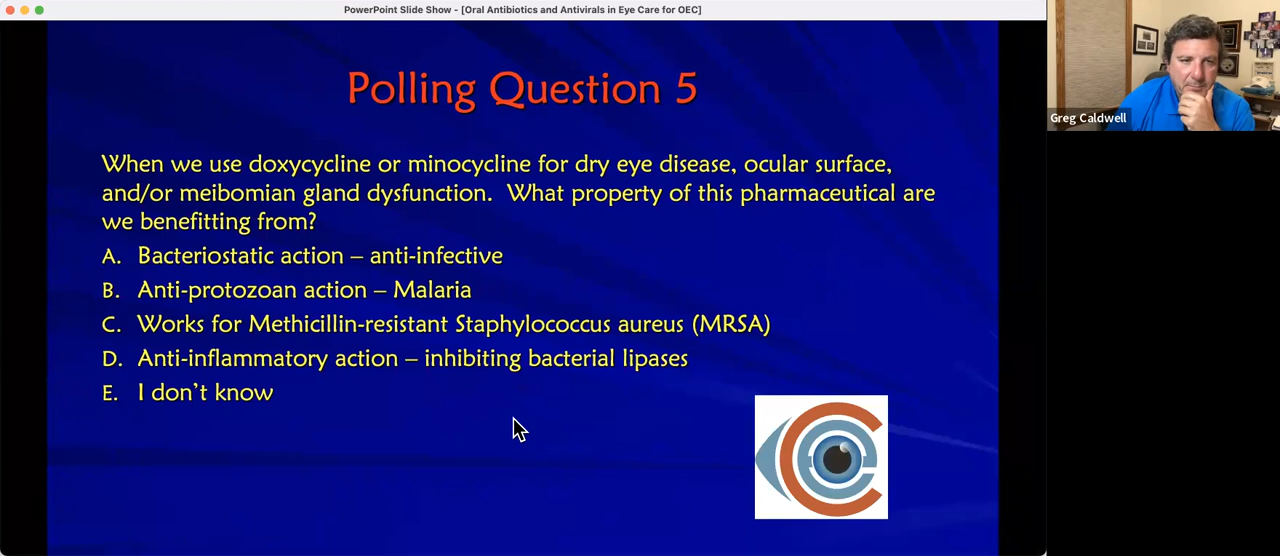 PowerPoint Slide Show - [Oral Antibiotics and Antivirals in Eye Care for OEC]
Polling Question 5
When we use doxycycline or minocycline for dry eye disease, ocular surface,
and/or meibomian gland dysfunction. What property of this pharmaceutical are
we benefitting from?
A. Bacteriostatic action – anti-infective
B. Anti-protozoan action – Malaria
C. Works for Methicillin-resistant Staphylococcus aureus (MRSA)
D. Anti-inflammatory action – inhibiting bacterial lipases
E. I don't know
Greg Caldwell